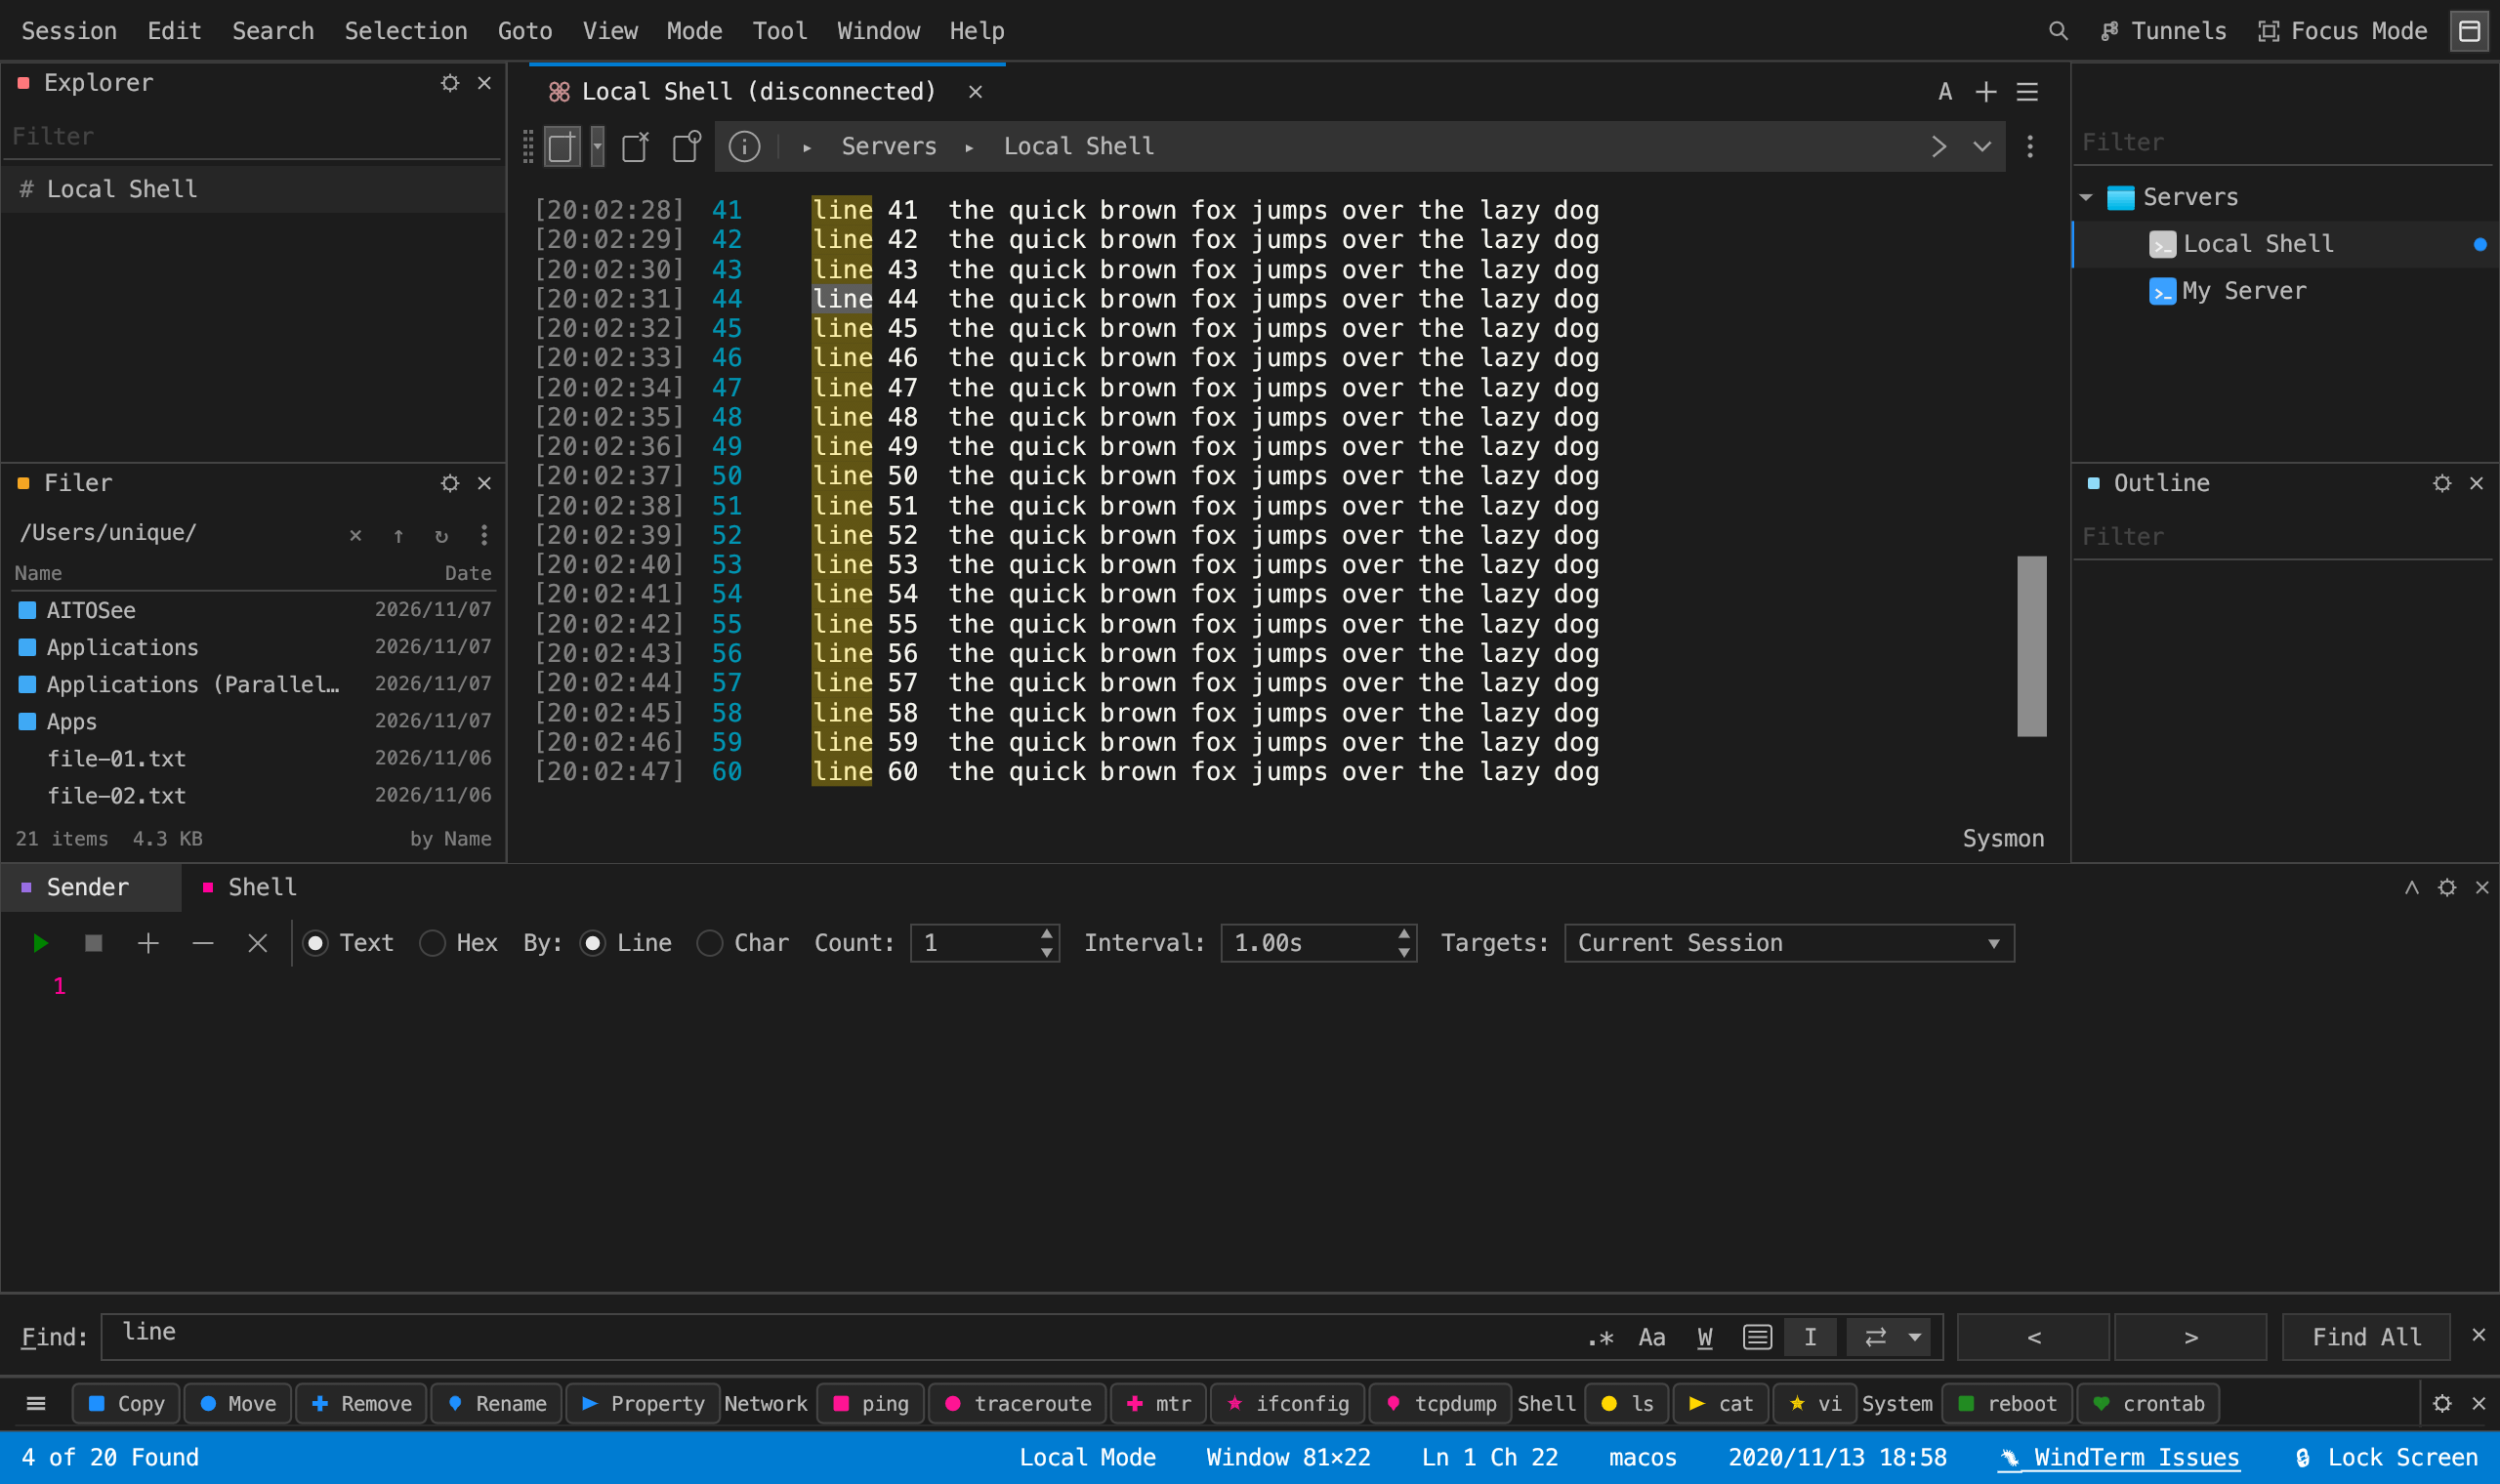 Session Edit Search Selection Goto View Mode Tool Window Help Tunnels Focus Mode
Explorer
Filter
# Local Shell
Filer
/Users/unique/
Name Date
AITOSee 2026/11/07
Applications 2026/11/07
Applications (Parallel… 2026/11/07
Apps 2026/11/07
file-01.txt 2026/11/06
file-02.txt 2026/11/06
21 items 4.3 KB by Name
Local Shell (disconnected)
A
Servers Local Shell
[20:02:28] 41 line 41 the quick brown fox jumps over the lazy dog
[20:02:29] 42 line 42 the quick brown fox jumps over the lazy dog
[20:02:30] 43 line 43 the quick brown fox jumps over the lazy dog
[20:02:31] 44 line 44 the quick brown fox jumps over the lazy dog
[20:02:32] 45 line 45 the quick brown fox jumps over the lazy dog
[20:02:33] 46 line 46 the quick brown fox jumps over the lazy dog
[20:02:34] 47 line 47 the quick brown fox jumps over the lazy dog
[20:02:35] 48 line 48 the quick brown fox jumps over the lazy dog
[20:02:36] 49 line 49 the quick brown fox jumps over the lazy dog
[20:02:37] 50 line 50 the quick brown fox jumps over the lazy dog
[20:02:38] 51 line 51 the quick brown fox jumps over the lazy dog
[20:02:39] 52 line 52 the quick brown fox jumps over the lazy dog
[20:02:40] 53 line 53 the quick brown fox jumps over the lazy dog
[20:02:41] 54 line 54 the quick brown fox jumps over the lazy dog
[20:02:42] 55 line 55 the quick brown fox jumps over the lazy dog
[20:02:43] 56 line 56 the quick brown fox jumps over the lazy dog
[20:02:44] 57 line 57 the quick brown fox jumps over the lazy dog
[20:02:45] 58 line 58 the quick brown fox jumps over the lazy dog
[20:02:46] 59 line 59 the quick brown fox jumps over the lazy dog
[20:02:47] 60 line 60 the quick brown fox jumps over the lazy dog
Sysmon
Filter
Servers
Local Shell
My Server
Outline
Filter
Sender Shell
Text Hex By: Line Char Count: 1 Interval: 1.00s Targets: Current Session
1
Find: line .* Aa W I < > Find All
Copy Move Remove Rename Property Network ping traceroute mtr ifconfig tcpdump Shell ls cat vi System reboot crontab
4 of 20 Found Local Mode Window 81×22 Ln 1 Ch 22 macos 2020/11/13 18:58 WindTerm Issues Lock Screen